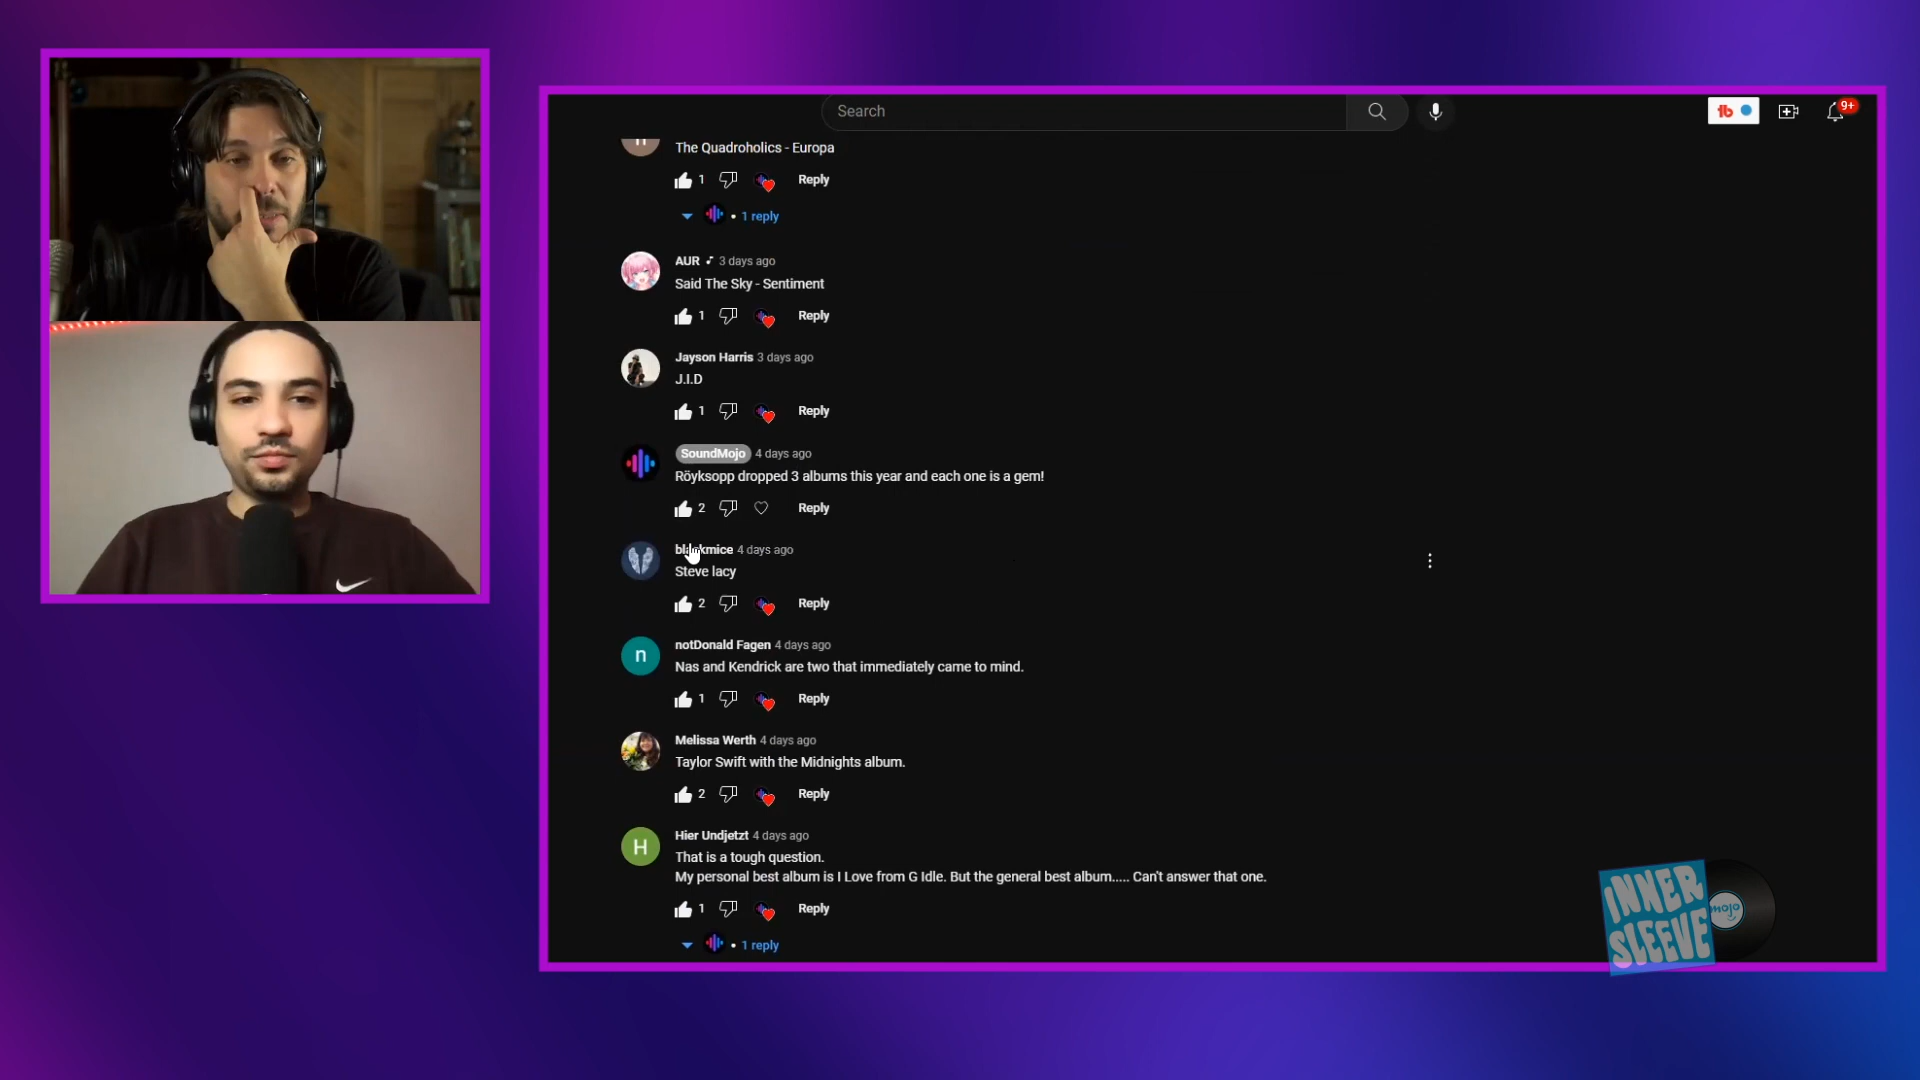 Search
9+
The Quadroholics - Europa
1
Reply
1 reply
AUR 3 days ago
Said The Sky - Sentiment
1
Reply
Jayson Harris 3 days ago
J.I.D
1
Reply
SoundMojo 4 days ago
Röyksopp dropped 3 albums this year and each one is a gem!
2
Reply
4 days ago
Steve lacy
2
Reply
n
notDonald Fagen 4 days ago
Nas and Kendrick are two that immediately came to mind.
1
Reply
Melissa Werth 4 days ago
Taylor Swift with the Midnights album.
2
Reply
H
Hier Undjetzt 4 days ago
That is a tough question.
My personal best album is I Love from G Idle. But the general best album..... Can't answer that one.
1
Reply
1 reply
INNER
SLEEVE
mojo